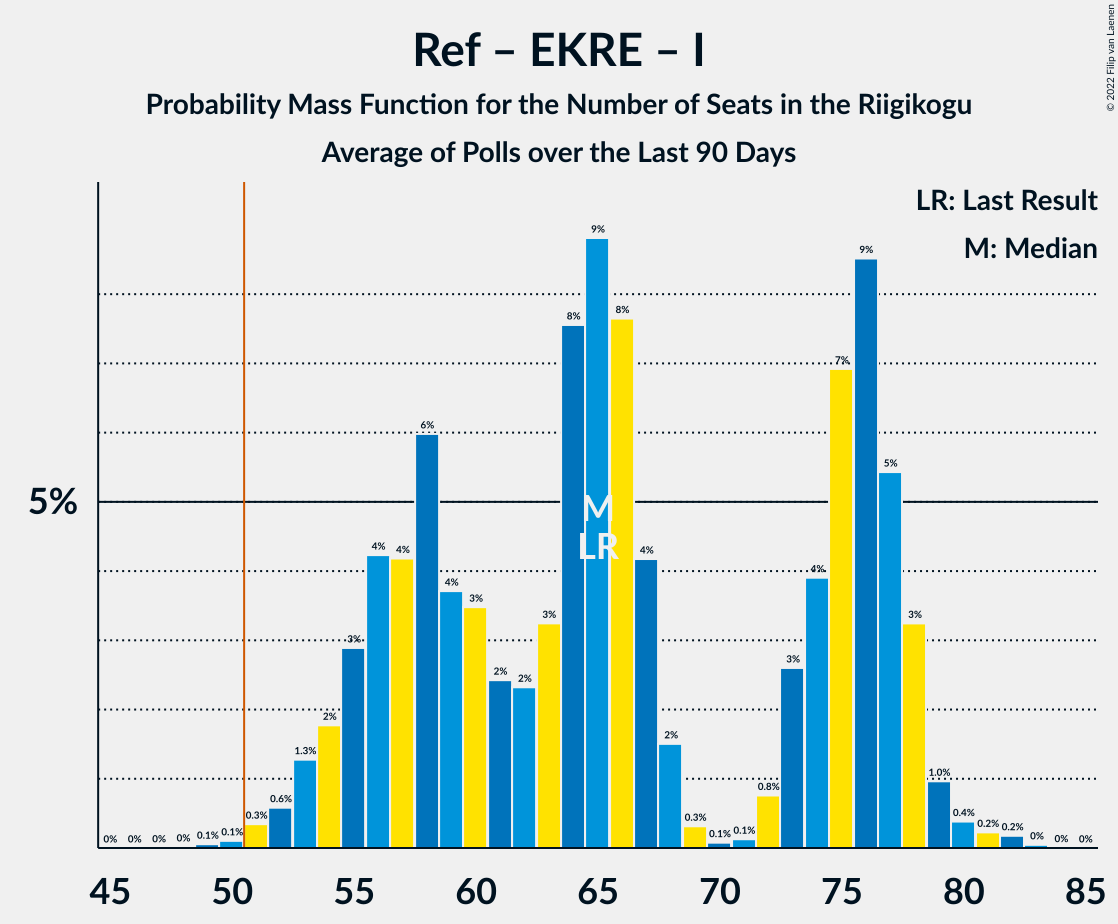 Ref – EKRE – I
Probability Mass Function for the Number of Seats in the Riigikogu
Average of Polls over the Last 90 Days
© 2022 Filip van Laenen
LR: Last Result
M: Median
5%
0% 0% 0% 0% 0.1% 0.1% 0.3% 0.6% 1.3% 2% 3% 4% 4% 6% 4% 3% 2% 2% 3% 8% 9% 8% 4% 2% 0.3% 0.1% 0.1% 0.8% 3% 4% 7% 9% 5% 3% 1.0% 0.4% 0.2% 0.2% 0% 0% 0%
M
LR
45 50 55 60 65 70 75 80 85